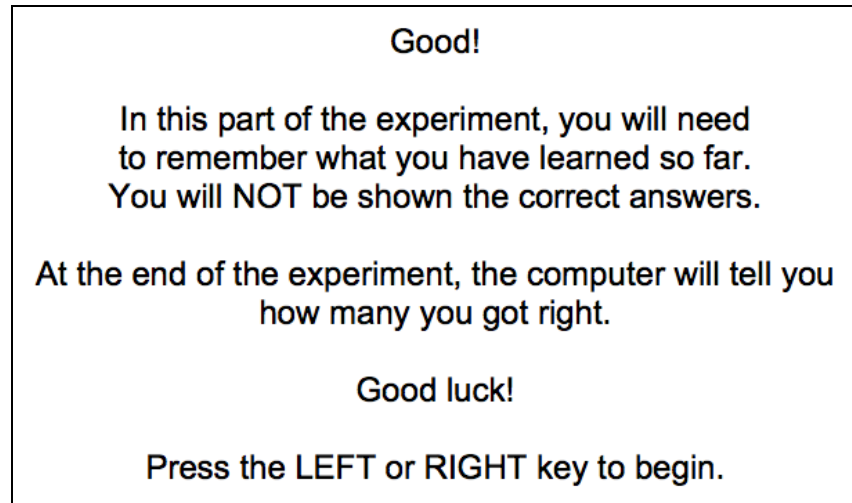 Good!
In this part of the experiment, you will need
to remember what you have learned so far.
You will NOT be shown the correct answers.
At the end of the experiment, the computer will tell you
how many you got right.
Good luck!
Press the LEFT or RIGHT key to begin.